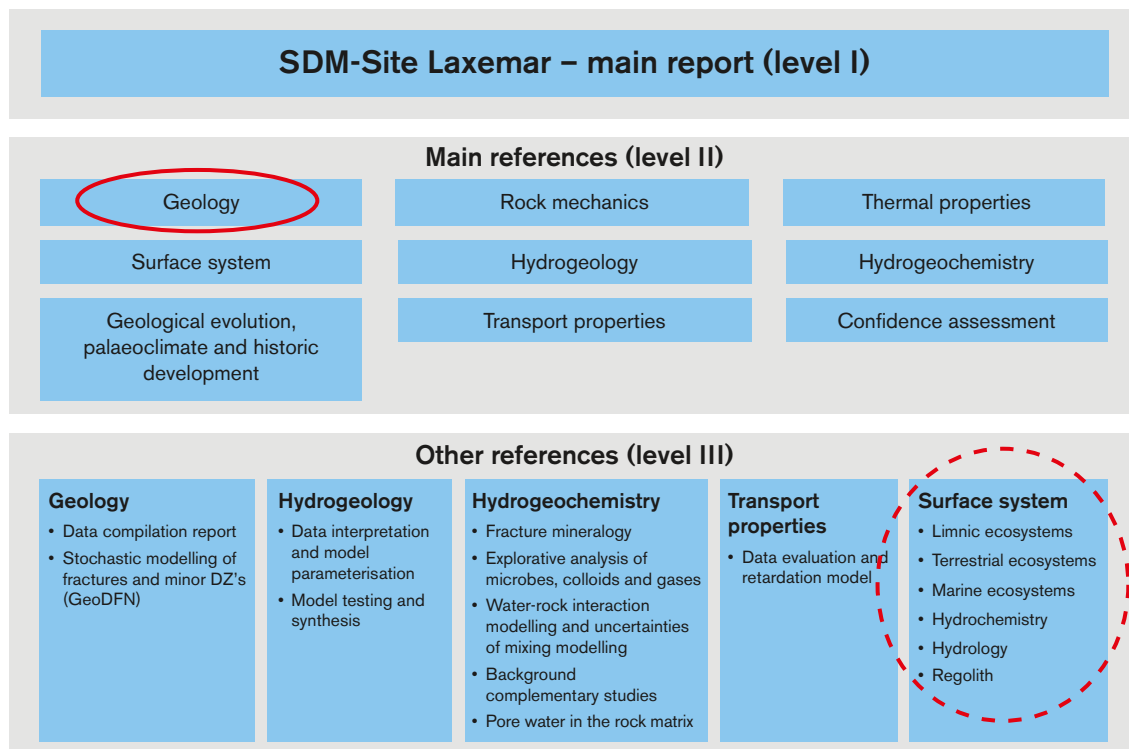 SDM-Site Laxemar – main report (level I)
Main references (level II)
Geology
Rock mechanics
Thermal properties
Surface system
Hydrogeology
Hydrogeochemistry
Geological evolution,
palaeoclimate and historic
development
Transport properties
Confidence assessment
Other references (level III)
Geology
• Data compilation report
• Stochastic modelling of
fractures and minor DZ's
(GeoDFN)
Hydrogeology
• Data interpretation
and model
parameterisation
• Model testing and
synthesis
Hydrogeochemistry
• Fracture mineralogy
• Explorative analysis of
microbes, colloids and gases
• Water-rock interaction
modelling and uncertainties
of mixing modelling
• Background
complementary studies
• Pore water in the rock matrix
Transport
properties
• Data evaluation and
retardation model
Surface system
• Limnic ecosystems
• Terrestrial ecosystems
• Marine ecosystems
• Hydrochemistry
• Hydrology
• Regolith